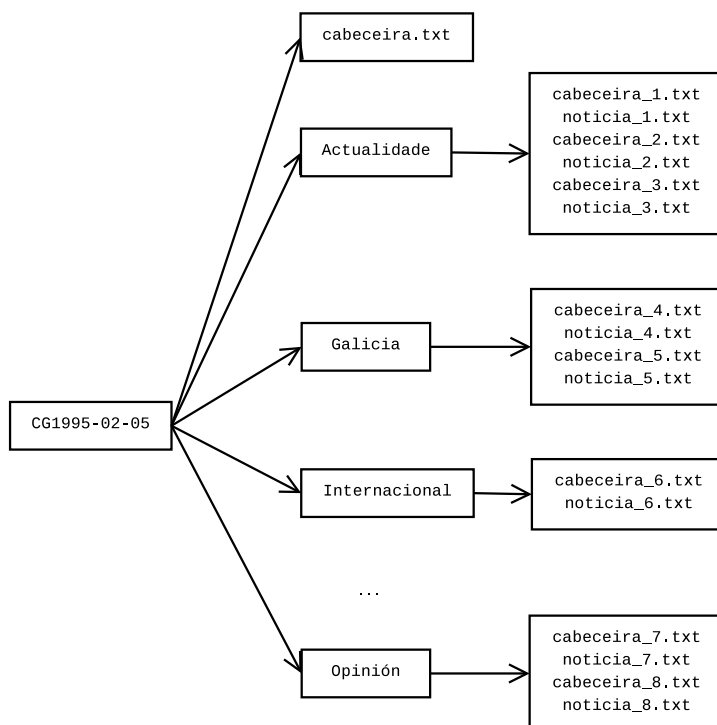 cabeceira.txt
Actualidade
cabeceira_1.txt
noticia_1.txt
cabeceira_2.txt
noticia_2.txt
cabeceira_3.txt
noticia_3.txt
Galicia
cabeceira_4.txt
noticia_4.txt
cabeceira_5.txt
noticia_5.txt
CG1995-02-05
Internacional
cabeceira_6.txt
noticia_6.txt
...
Opinión
cabeceira_7.txt
noticia_7.txt
cabeceira_8.txt
noticia_8.txt